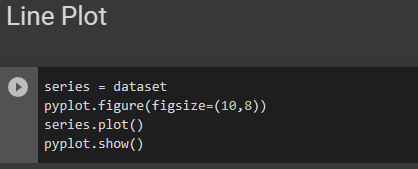 Line Plot
series = dataset
pyplot.figure(figsize=(10,8))
series.plot()
pyplot.show()